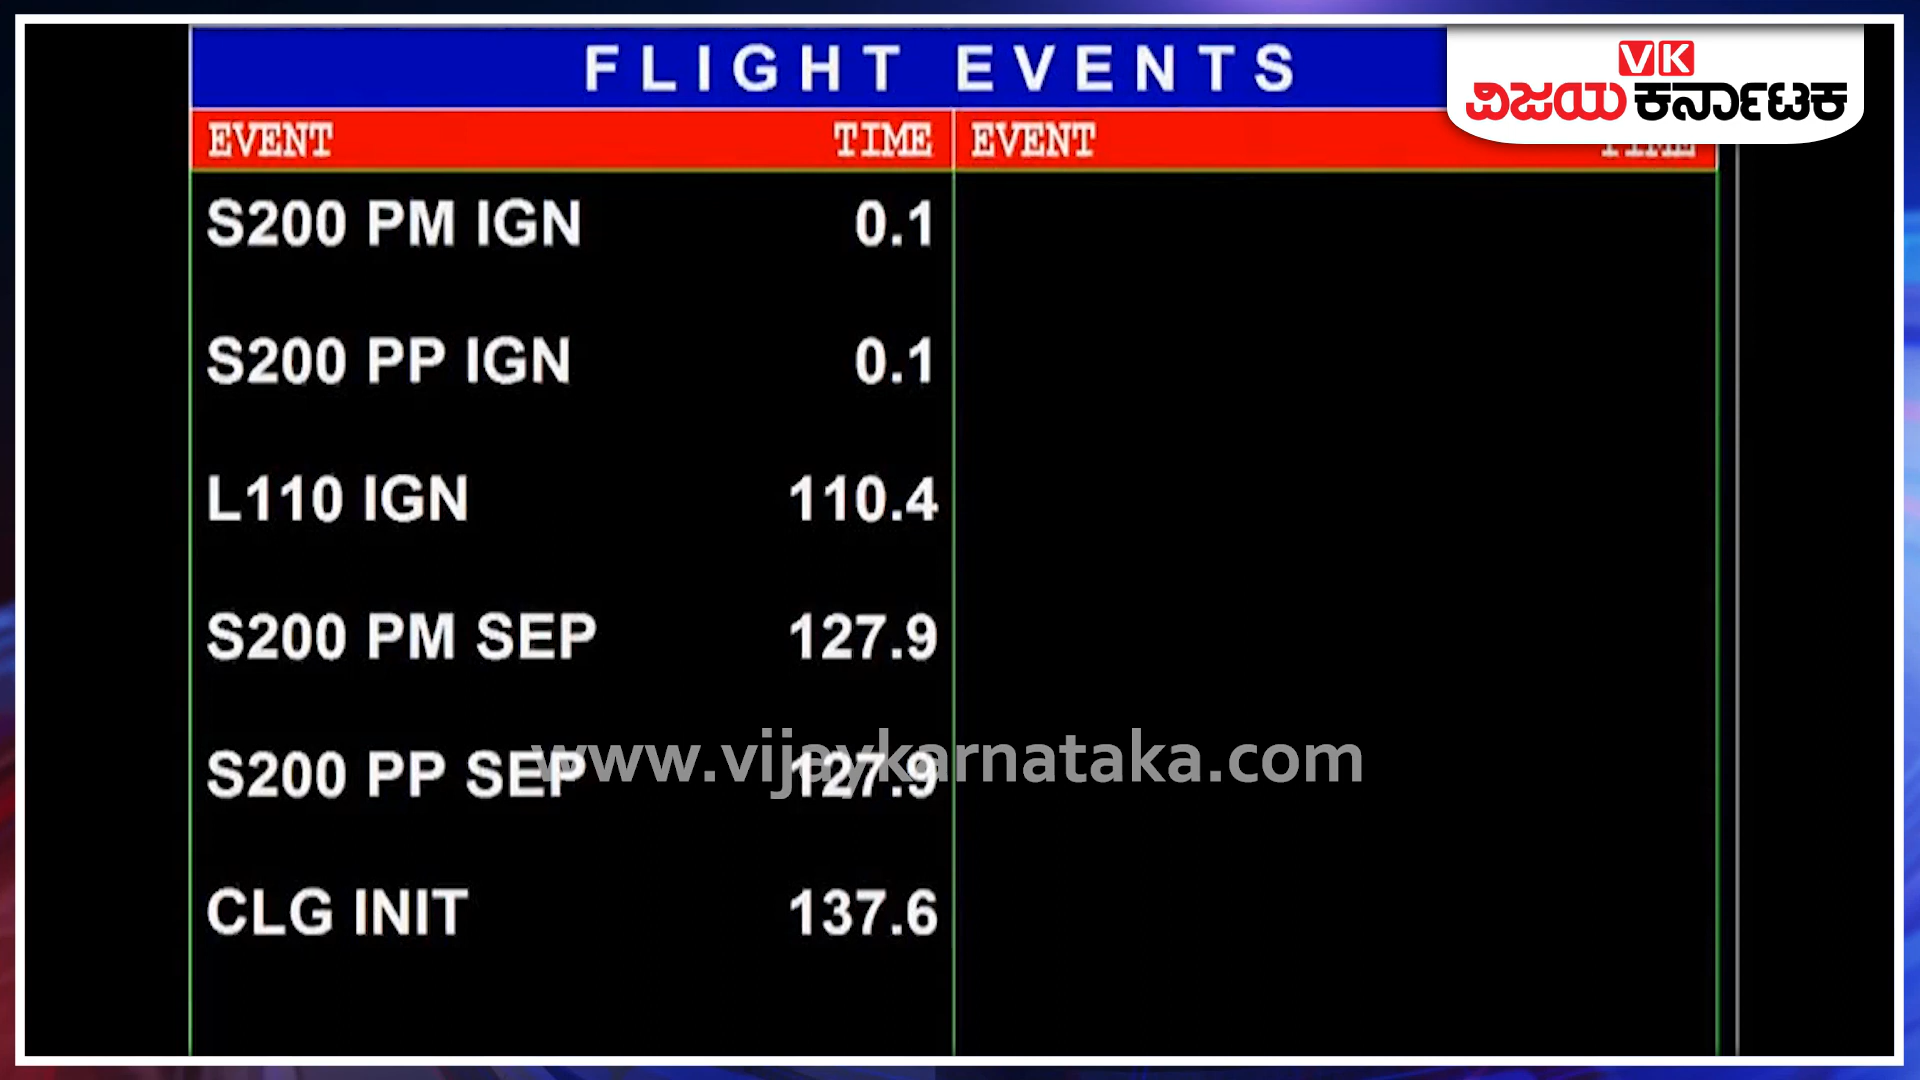 FLIGHT EVENTS
VK
ವಿಜಯ ಕರ್ನಾಟಕ
EVENT TIME EVENT TIME
S200 PM IGN 0.1
S200 PP IGN 0.1
L110 IGN 110.4
S200 PM SEP 127.9
S200 PP SEP 127.9
www.vijaykarnataka.com
CLG INIT 137.6